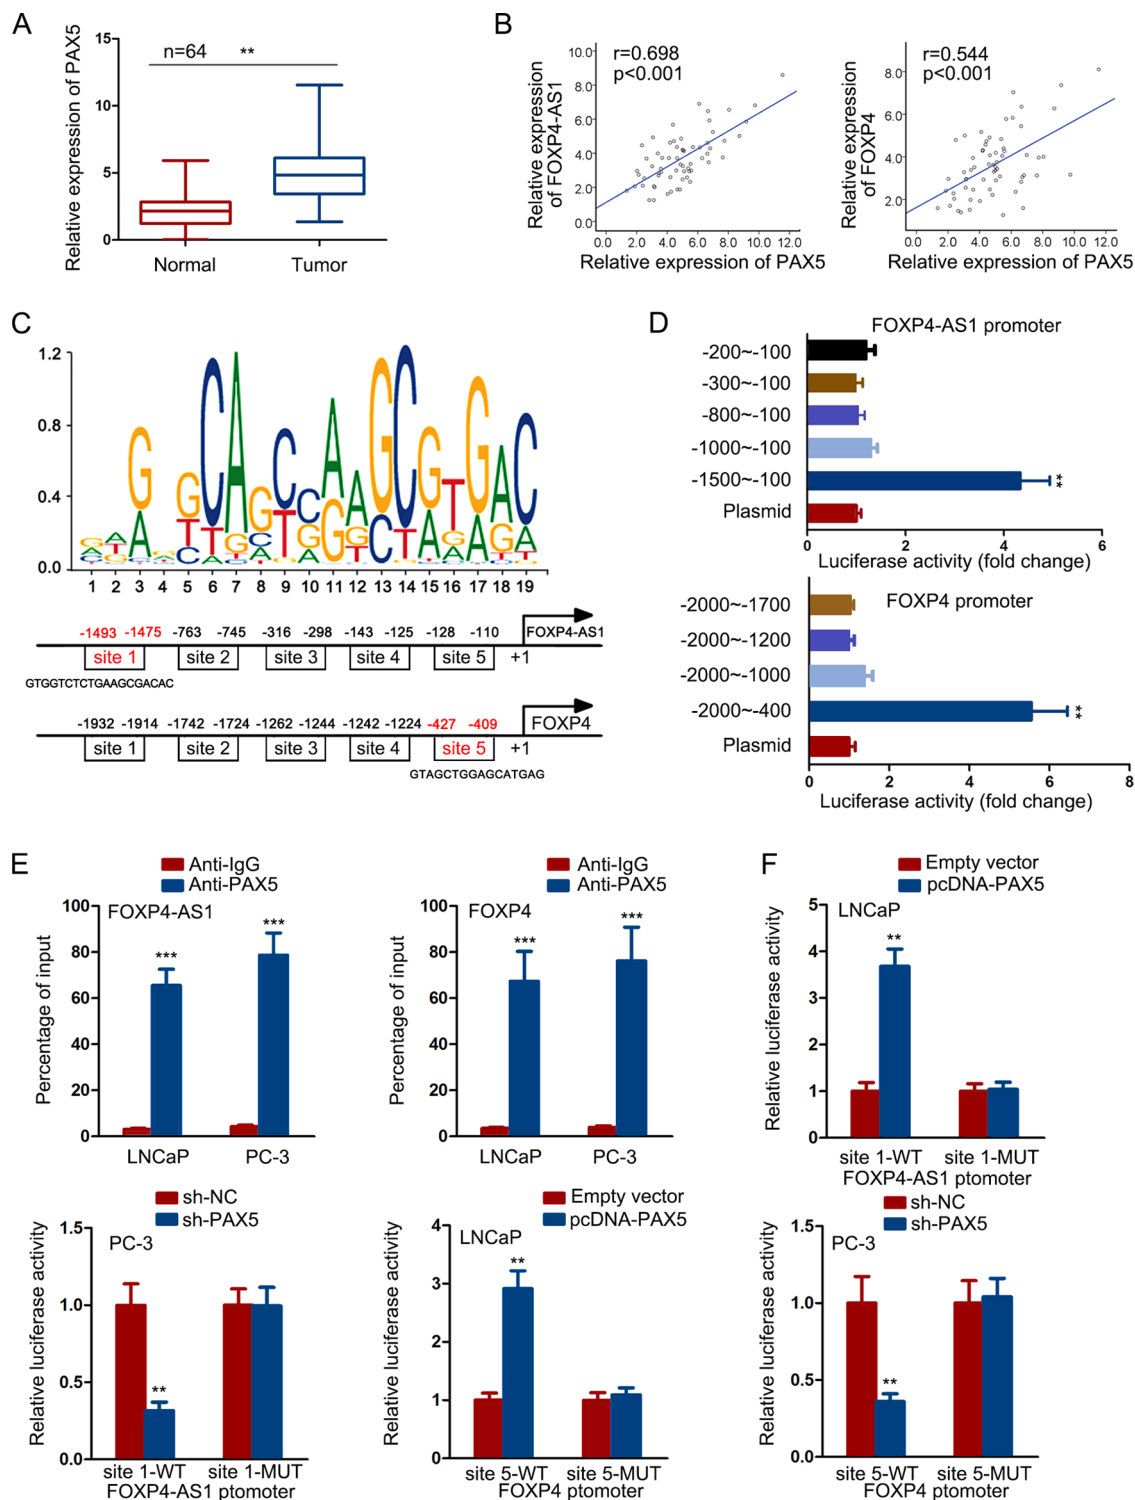 A
Relative expression of PAX5
15
10
5
0
n=64 **
Normal Tumor
B
Relative expression
of FOXP4-AS1
10.0
8.0
6.0
4.0
2.0
0.0
r=0.698
p<0.001
0.0 2.0 4.0 6.0 8.0 10.0 12.0
Relative expression of PAX5
Relative expression
of FOXP4
8.0
6.0
4.0
2.0
r=0.544
p<0.001
0.0 2.0 4.0 6.0 8.0 10.0 12.0
Relative expression of PAX5
C
1.2
0.8
0.4
0.0
1 2 3 4 5 6 7 8 9 10 11 12 13 14 15 16 17 18 19
-1493 -1475 -763 -745 -316 -298 -143 -125 -128 -110 FOXP4-AS1
site 1 site 2 site 3 site 4 site 5 +1
GTGGTCTCTGAAGCGACAC
-1932 -1914 -1742 -1724 -1262 -1244 -1242 -1224 -427 -409 FOXP4
site 1 site 2 site 3 site 4 site 5 +1
GTAGCTGGAGCATGAG
D
FOXP4-AS1 promoter
-200~-100
-300~-100
-800~-100
-1000~-100
-1500~-100 **
Plasmid
0 2 4 6
Luciferase activity (fold change)
FOXP4 promoter
-2000~-1700
-2000~-1200
-2000~-1000
-2000~-400 **
Plasmid
0 2 4 6 8
Luciferase activity (fold change)
E
Anti-IgG
Anti-PAX5
FOXP4-AS1
Percentage of input
100
80
60
40
20
0
*** ***
LNCaP PC-3
Anti-IgG
Anti-PAX5
FOXP4
Percentage of input
100
80
60
40
20
0
*** ***
LNCaP PC-3
F
Empty vector
pcDNA-PAX5
LNCaP
Relative luciferase activity
5
4
3
2
1
0
**
site 1-WT site 1-MUT
FOXP4-AS1 ptomoter
sh-NC
sh-PAX5
PC-3
Relative luciferase activity
1.5
1.0
0.5
0.0
**
site 1-WT site 1-MUT
FOXP4-AS1 ptomoter
Empty vector
pcDNA-PAX5
LNCaP
Relative luciferase activity
4
3
2
1
0
**
site 5-WT site 5-MUT
FOXP4 ptomoter
sh-NC
sh-PAX5
PC-3
Relative luciferase activity
1.5
1.0
0.5
0.0
**
site 5-WT site 5-MUT
FOXP4 ptomoter